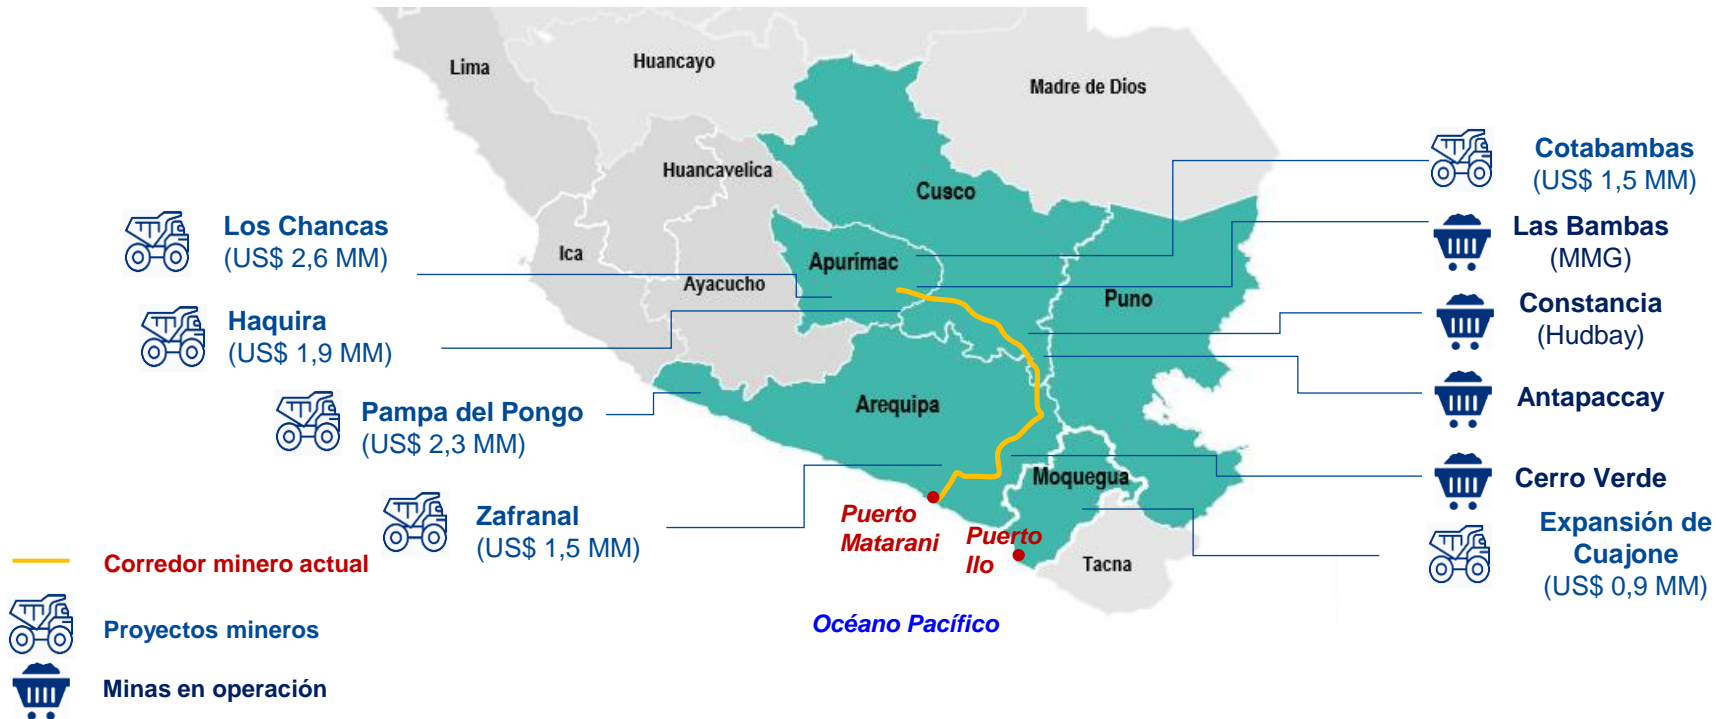 Lima
Huancayo
Madre de Dios
Huancavelica
Cusco
Ica
Apurímac
Ayacucho
Puno
Arequipa
Moquegua
Tacna
Los Chancas
(US$ 2,6 MM)
Haquira
(US$ 1,9 MM)
Pampa del Pongo
(US$ 2,3 MM)
Zafranal
(US$ 1,5 MM)
Puerto
Matarani
Puerto
Ilo
Océano Pacífico
Cotabambas
(US$ 1,5 MM)
Las Bambas
(MMG)
Constancia
(Hudbay)
Antapaccay
Cerro Verde
Expansión de
Cuajone
(US$ 0,9 MM)
Corredor minero actual
Proyectos mineros
Minas en operación